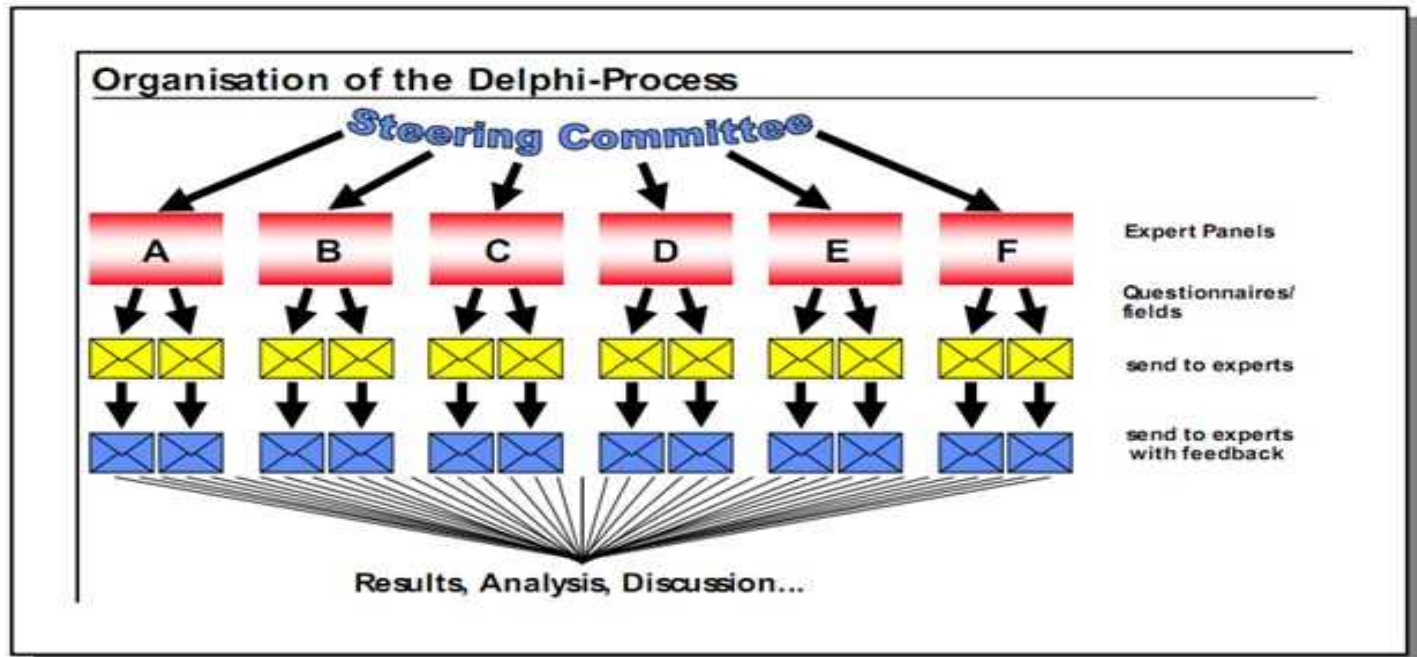 Organisation of the Delphi-Process
Steering Committee
A B C D E F
Expert Panels
Questionnaires/
fields
send to experts
send to experts
with feedback
Results, Analysis, Discussion...